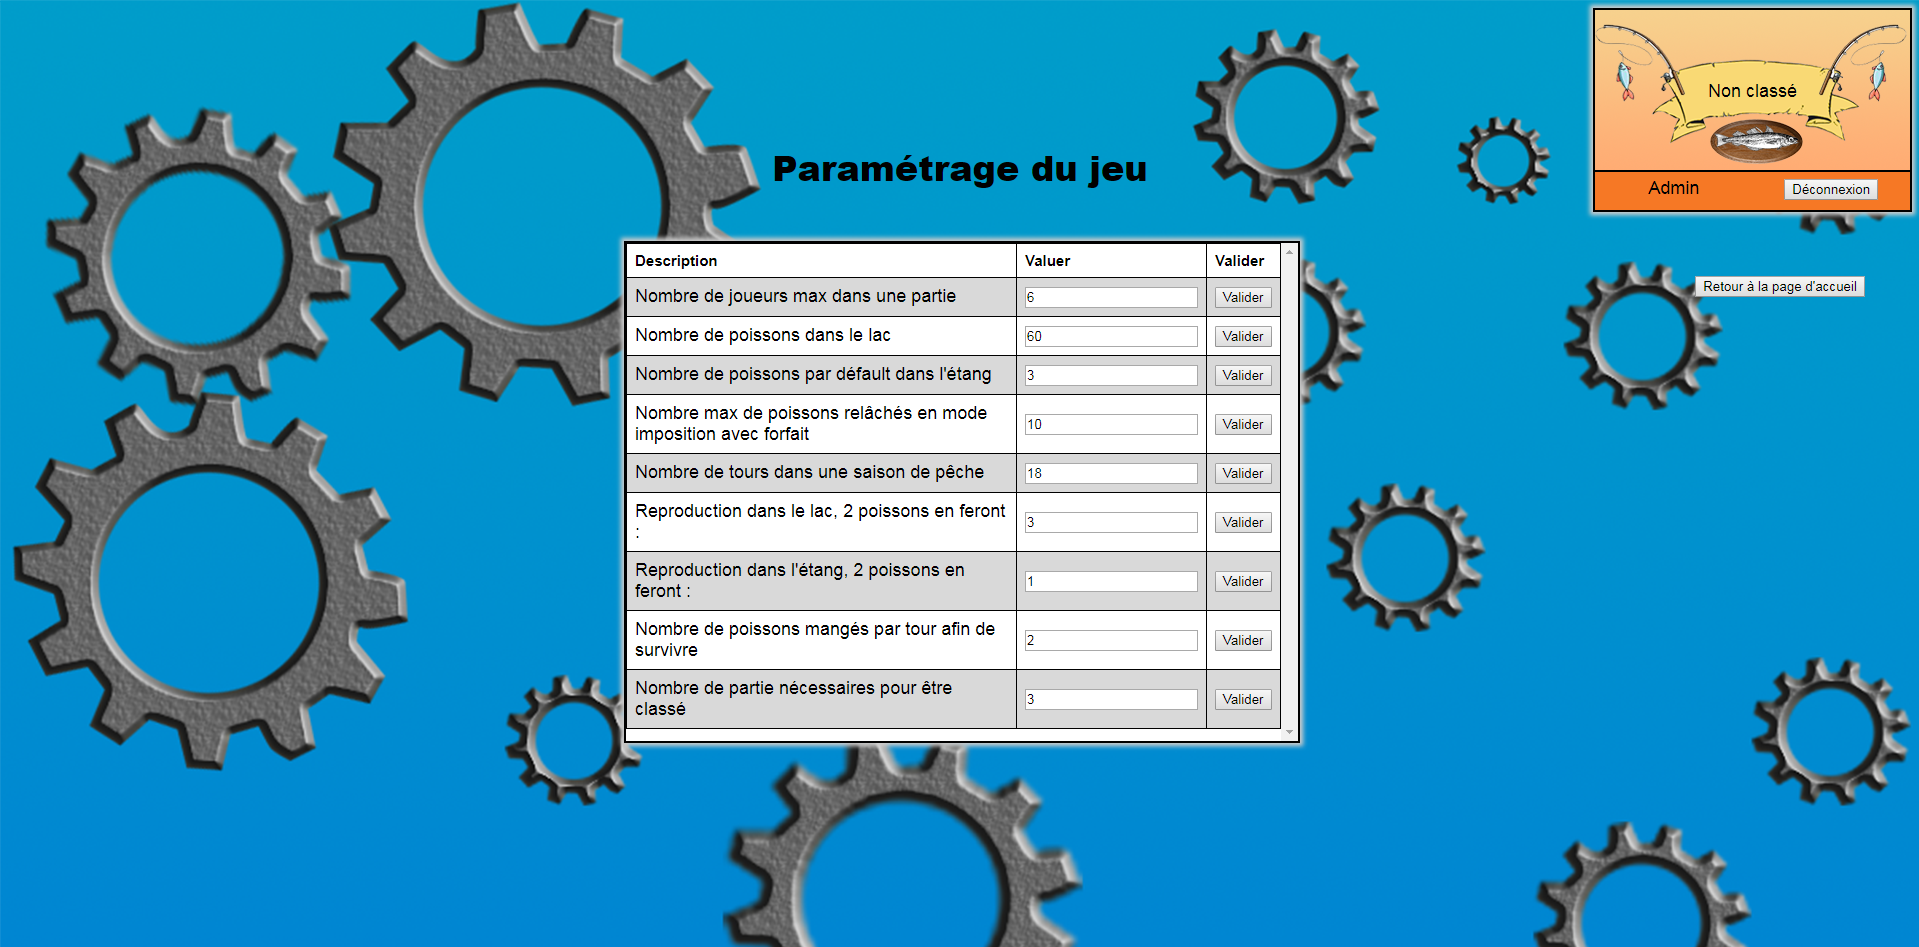 Non classé
Admin Déconnexion
Paramétrage du jeu
Retour à la page d'accueil
Description Valuer Valider
Nombre de joueurs max dans une partie 6 Valider
Nombre de poissons dans le lac 60 Valider
Nombre de poissons par défault dans l'étang 3 Valider
Nombre max de poissons relâchés en mode
imposition avec forfait 10 Valider
Nombre de tours dans une saison de pêche 18 Valider
Reproduction dans le lac, 2 poissons en feront
: 3 Valider
Reproduction dans l'étang, 2 poissons en
feront : 1 Valider
Nombre de poissons mangés par tour afin de
survivre 2 Valider
Nombre de partie nécessaires pour être
classé 3 Valider